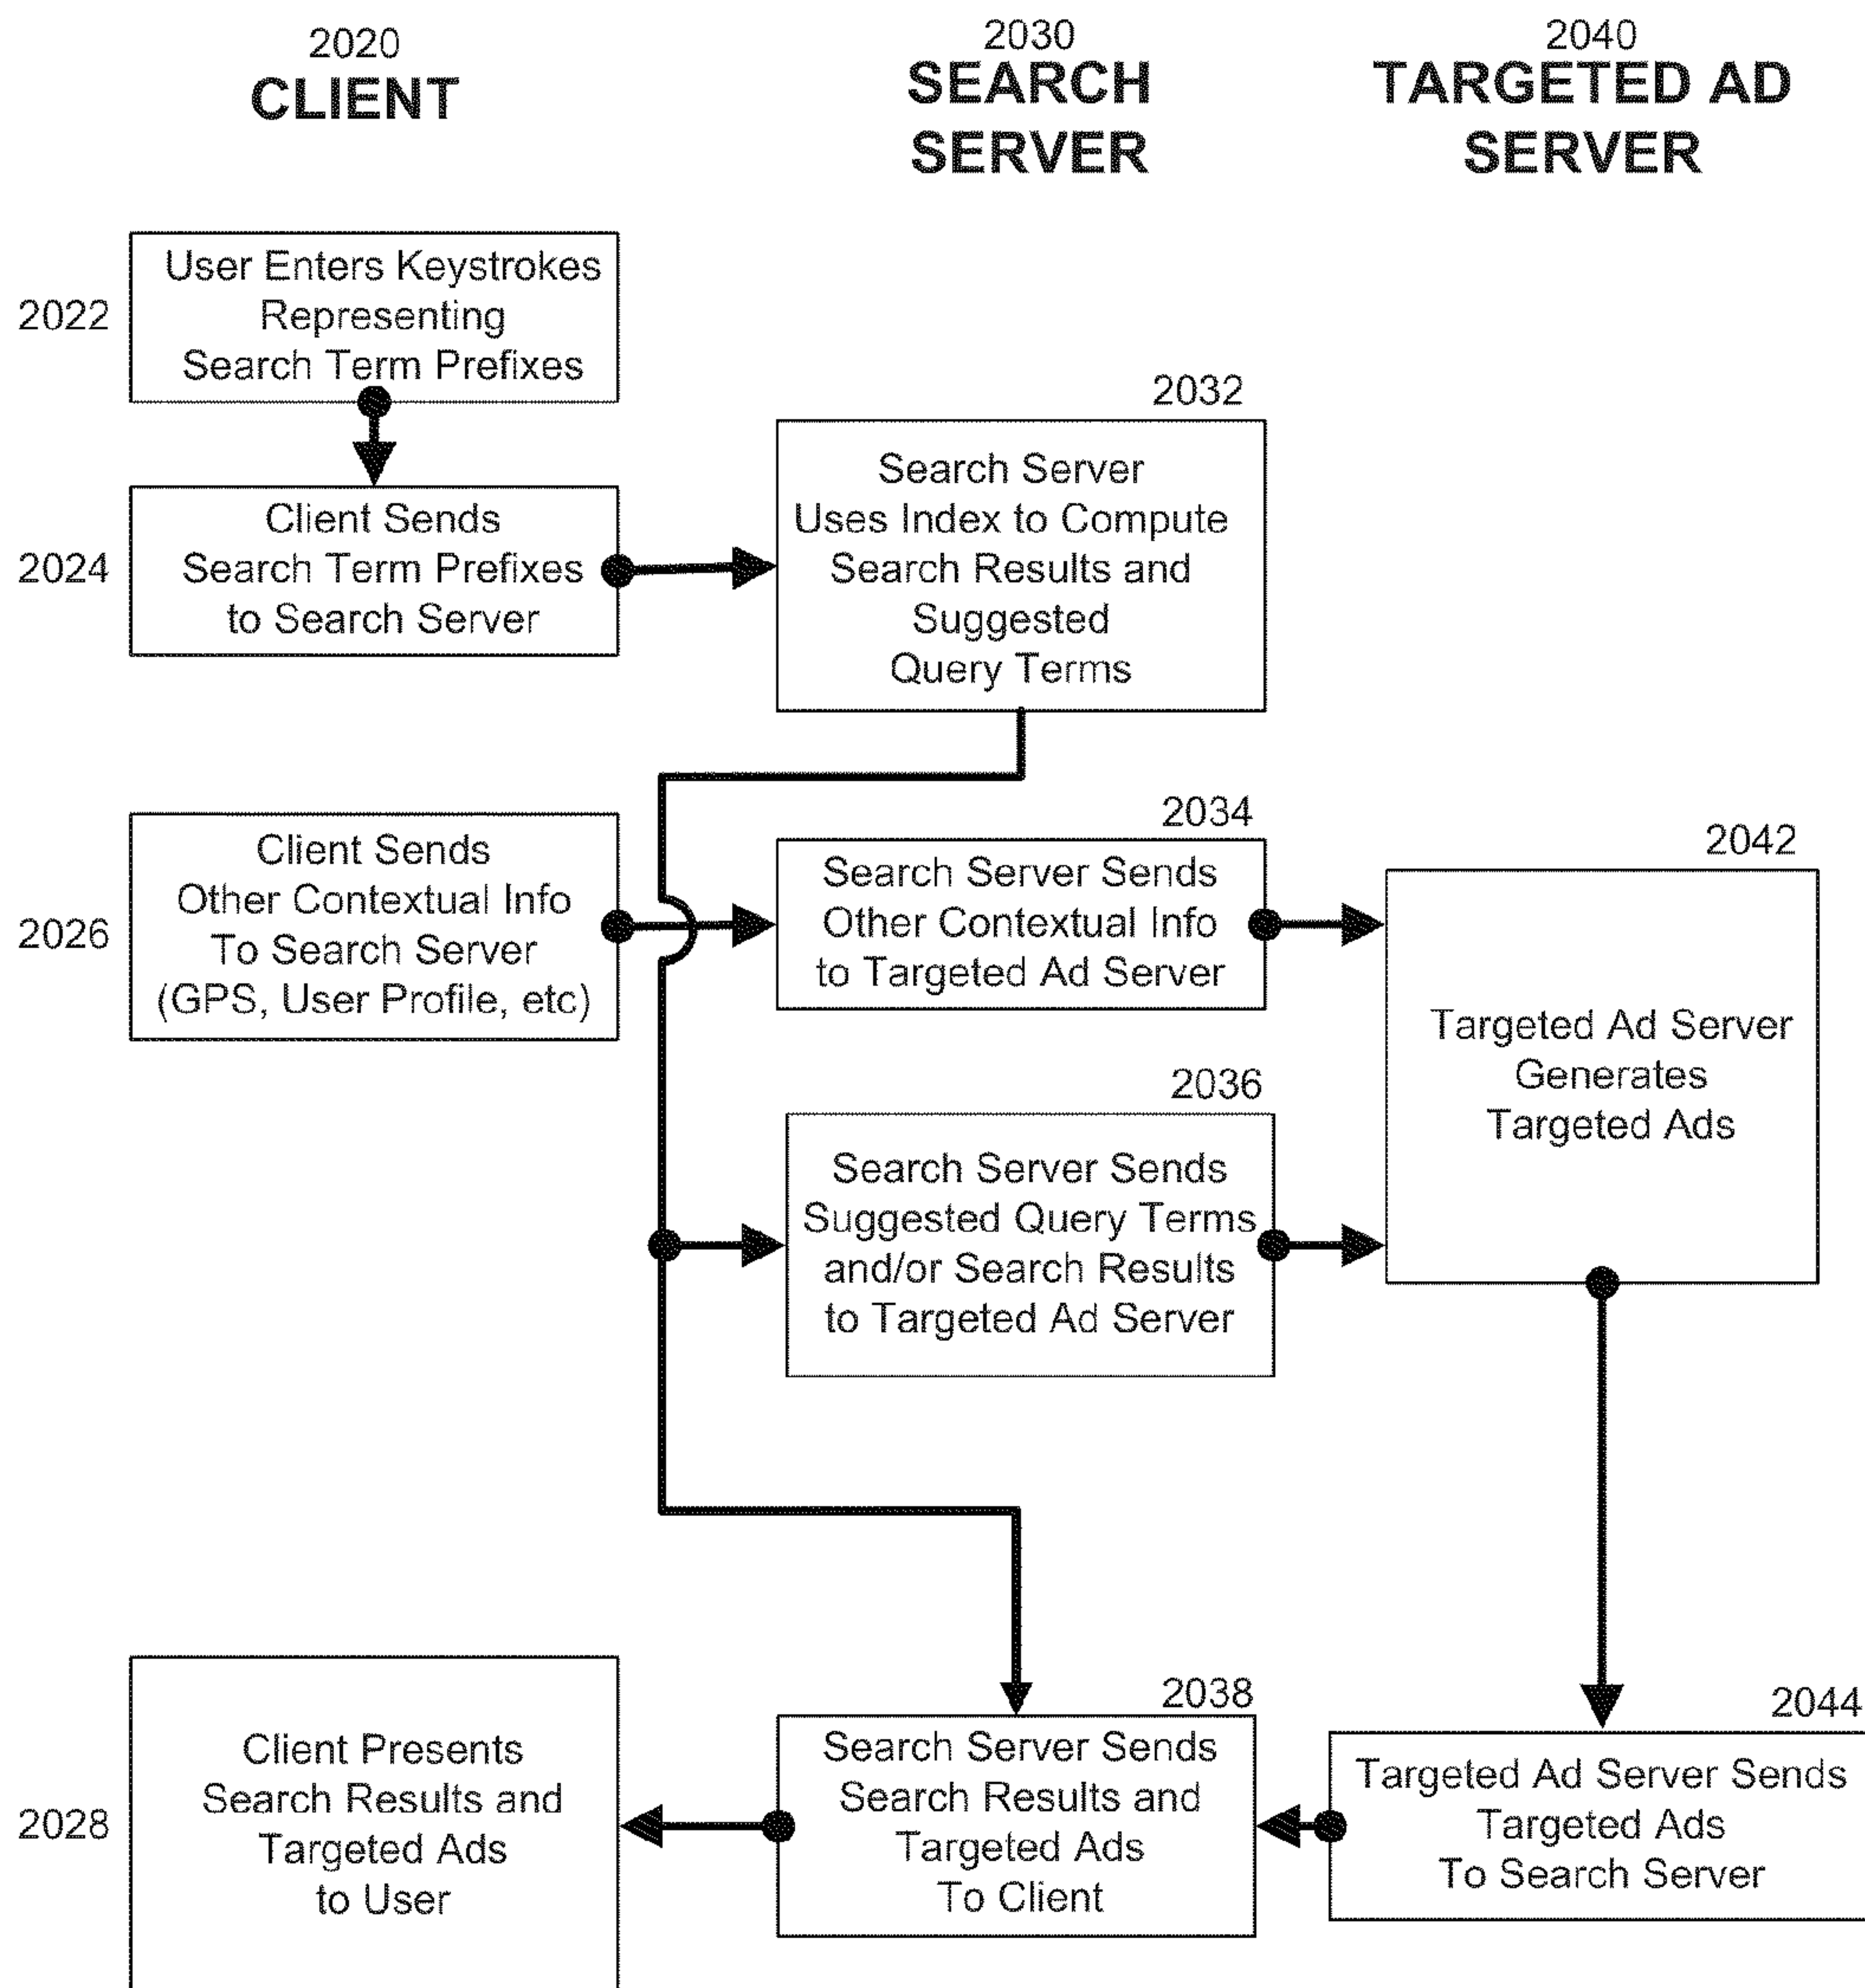 2020
CLIENT
2030
SEARCH
SERVER
2040
TARGETED AD
SERVER
2022
User Enters Keystrokes
Representing
Search Term Prefixes
2024
Client Sends
Search Term Prefixes
to Search Server
2032
Search Server
Uses Index to Compute
Search Results and
Suggested
Query Terms
2026
Client Sends
Other Contextual Info
To Search Server
(GPS, User Profile, etc)
2034
Search Server Sends
Other Contextual Info
to Targeted Ad Server
2042
Targeted Ad Server
Generates
Targeted Ads
2036
Search Server Sends
Suggested Query Terms
and/or Search Results
to Targeted Ad Server
2028
Client Presents
Search Results and
Targeted Ads
to User
2038
Search Server Sends
Search Results and
Targeted Ads
To Client
2044
Targeted Ad Server Sends
Targeted Ads
To Search Server